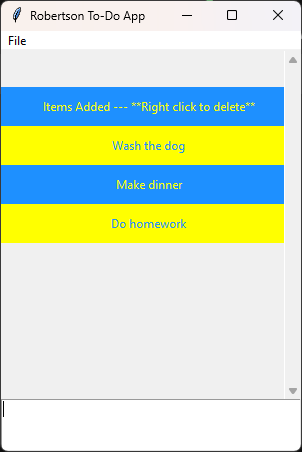 Robertson To-Do App
File
Items Added --- **Right click to delete**
Wash the dog
Make dinner
Do homework